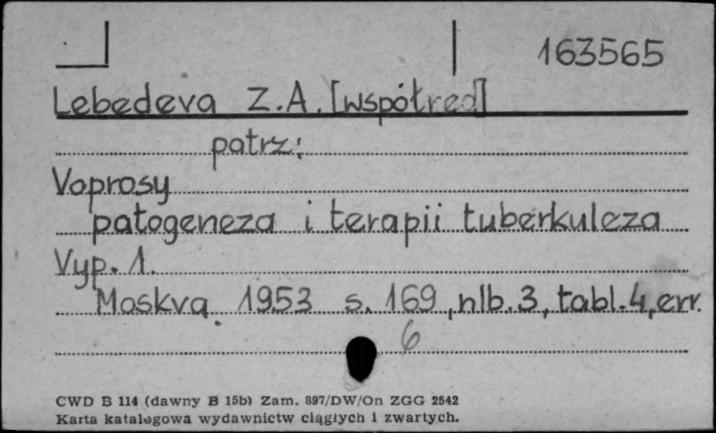 163565
Lebedeva Z.A. [współred]
patrz:
Voprosy
patogeneza i terapii tuberkuleza
Vyp. 1.
Moskva 1953 s. 169, nlb. 3, tabl. 4, err.
6
CWD B 114 (dawny B 15b) Zam. 897/DW/On ZGG 2542
Karta katalogowa wydawnictw ciągłych i zwartych.